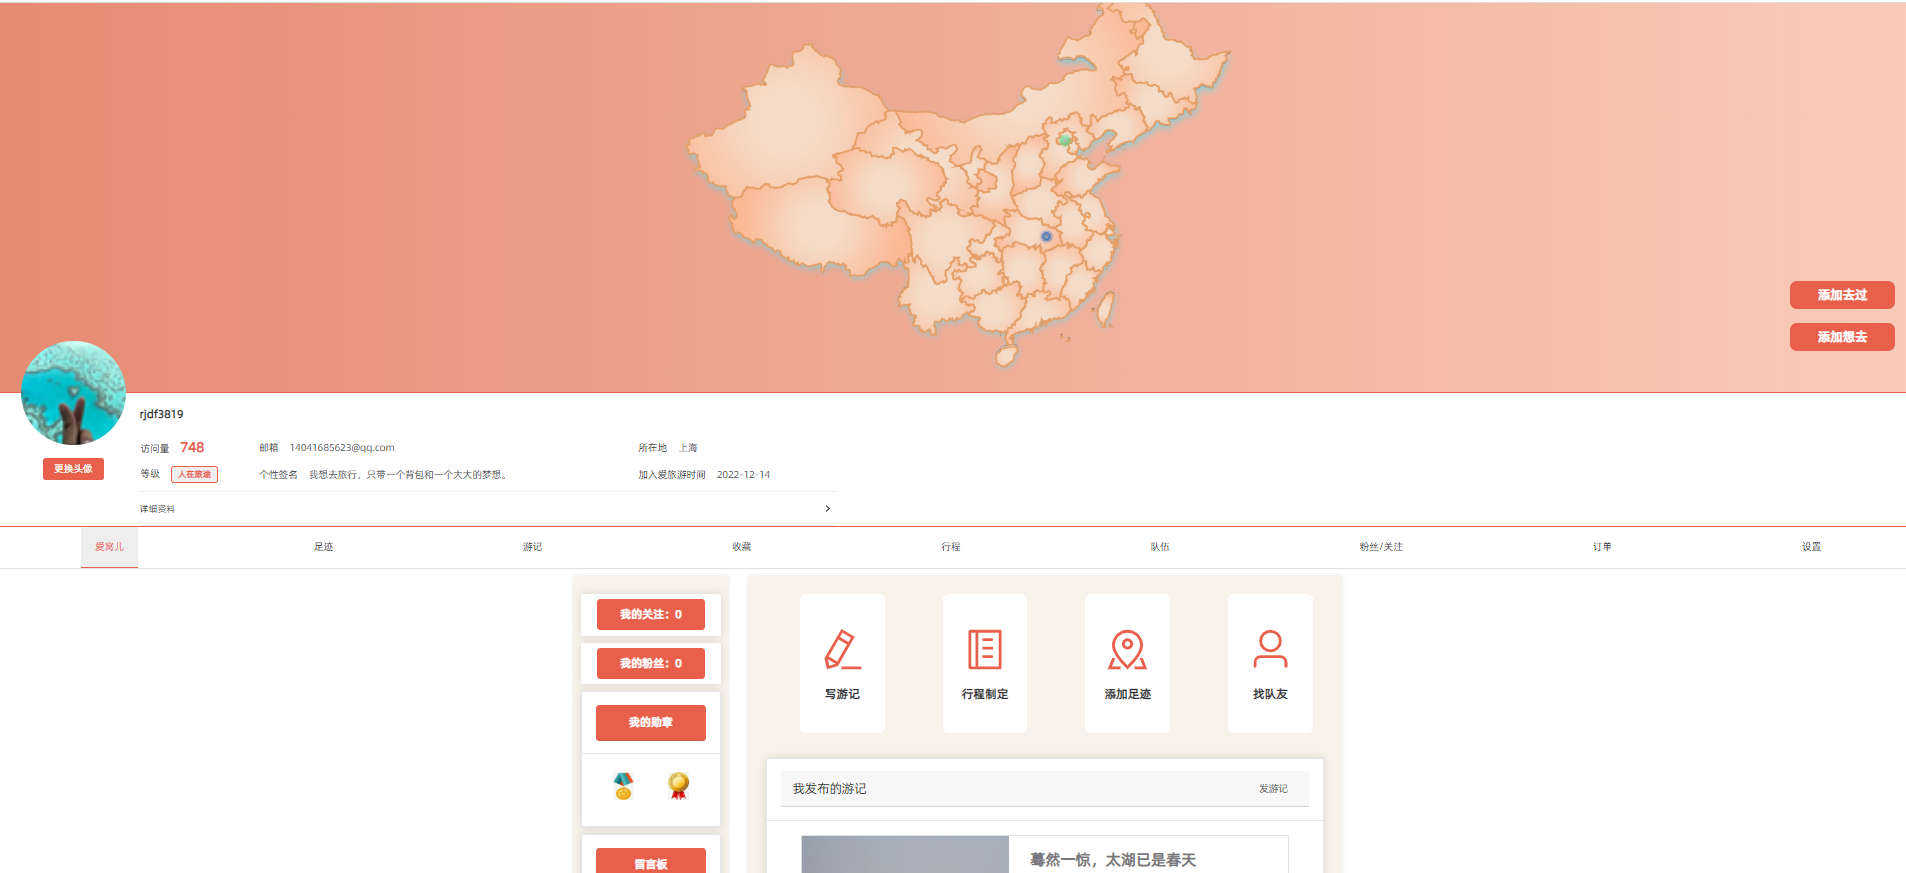 添加去过
添加想去
rjdf3819
访问量 748 邮箱 14041685623@qq.com 所在地 上海
更换头像
等级 人在旅途 个性签名 我想去旅行，只带一个背包和一个大大的梦想。 加入爱旅游时间 2022-12-14
详细资料
爱窝儿 足迹 游记 收藏 行程 队伍 粉丝/关注 订单 设置
我的关注：0
我的粉丝：0
我的勋章
留言板
写游记 行程制定 添加足迹 找队友
我发布的游记 发游记
蓦然一惊，太湖已是春天